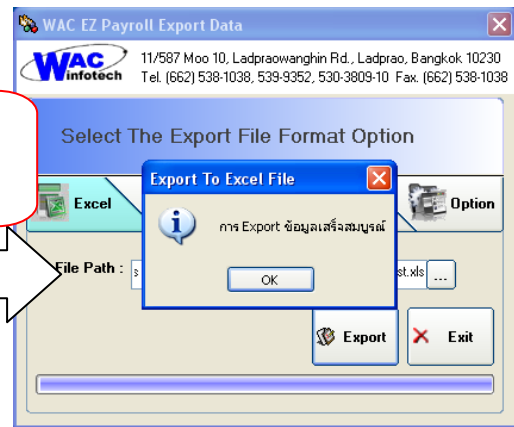 WAC EZ Payroll Export Data
WAC infotech
11/587 Moo 10, Ladpraowanghin Rd., Ladprao, Bangkok 10230
Tel. (662) 538-1038, 539-9352, 530-3809-10 Fax. (662) 538-1038
Select The Export File Format Option
Export To Excel File
Excel
Option
การ Export ข้อมูลเสร็จสมบูรณ์
File Path :
st.xls ...
OK
Export
Exit